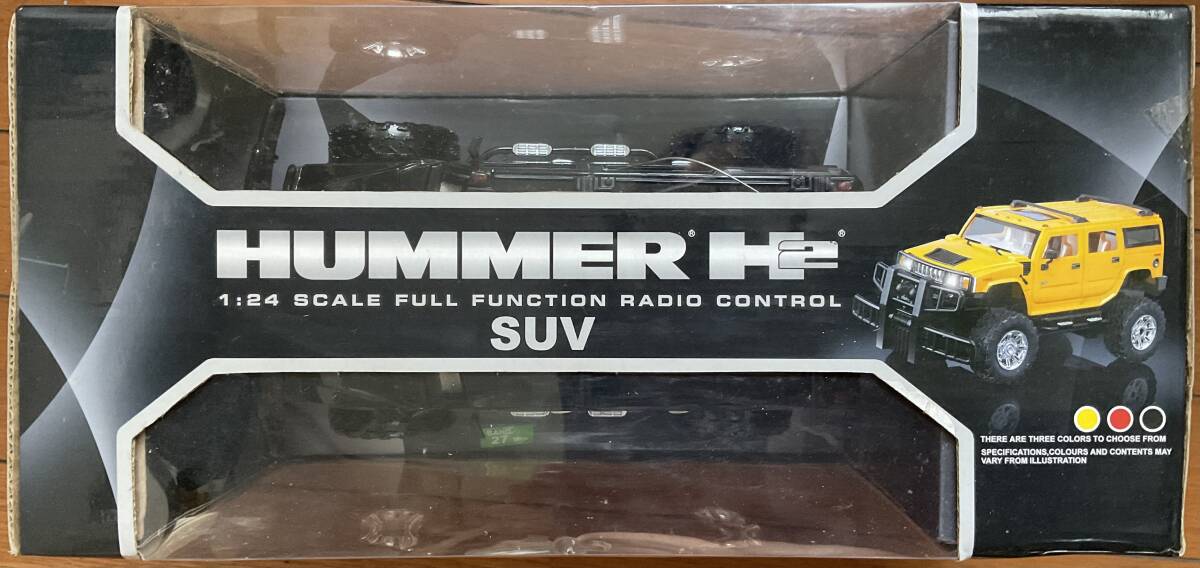 HUMMER® H2®
1:24 SCALE FULL FUNCTION RADIO CONTROL
SUV
27
THERE ARE THREE COLORS TO CHOOSE FROM
SPECIFICATIONS,COLOURS AND CONTENTS MAY
VARY FROM ILLUSTRATION